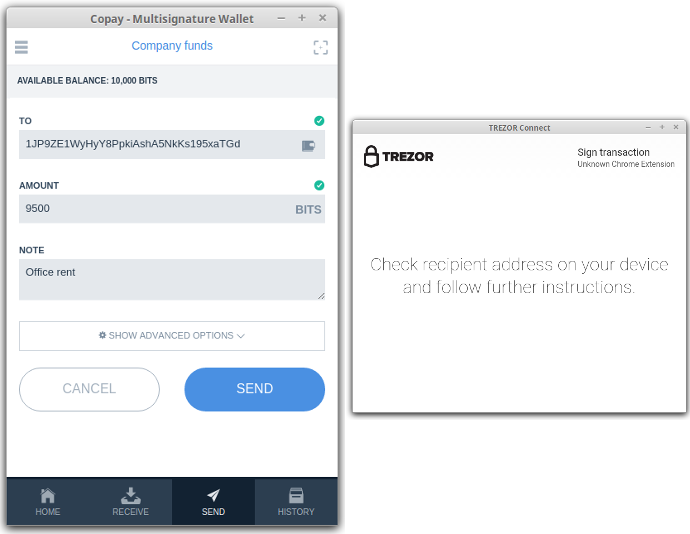 Copay - Multisignature Wallet
Company funds
AVAILABLE BALANCE: 10,000 BITS
TO
1JP9ZE1WyHyY8PpkiAshA5NkKs195xaTGd
AMOUNT
9500
BITS
NOTE
Office rent
SHOW ADVANCED OPTIONS
CANCEL
SEND
HOME
RECEIVE
SEND
HISTORY
TREZOR Connect
TREZOR
Sign transaction
Unknown Chrome Extension
Check recipient address on your device
and follow further instructions.